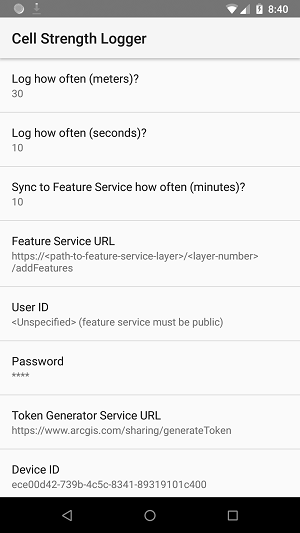 8:40
Cell Strength Logger
Log how often (meters)?
30
Log how often (seconds)?
10
Sync to Feature Service how often (minutes)?
10
Feature Service URL
https://<path-to-feature-service-layer>/<layer-number>
/addFeatures
User ID
<Unspecified> (feature service must be public)
Password
****
Token Generator Service URL
https://www.arcgis.com/sharing/generateToken
Device ID
ece00d42-739b-4c5c-8341-89319101c400